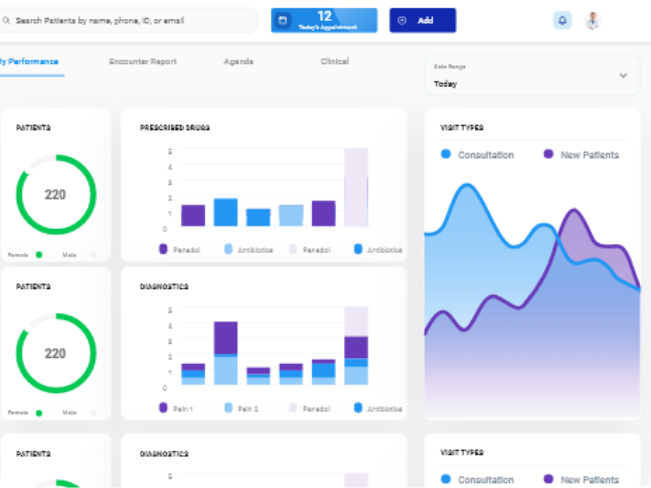 Search Patients by name, phone, ID, or email
12
Today's Appointment
Add
My Performance
Encounter Report
Agenda
Clinical
Date Range
Today
PATIENTS
220
Female
Male
PRESCRIBED DRUGS
5
4
3
2
1
0
Panadol
Antibiotics
Panadol
Antibiotics
VISIT TYPES
Consultation
New Patients
PATIENTS
220
Female
Male
DIAGNOSTICS
5
4
3
2
1
0
Pain 1
Pain 2
Panadol
Antibiotics
PATIENTS
DIAGNOSTICS
5
VISIT TYPES
Consultation
New Patients